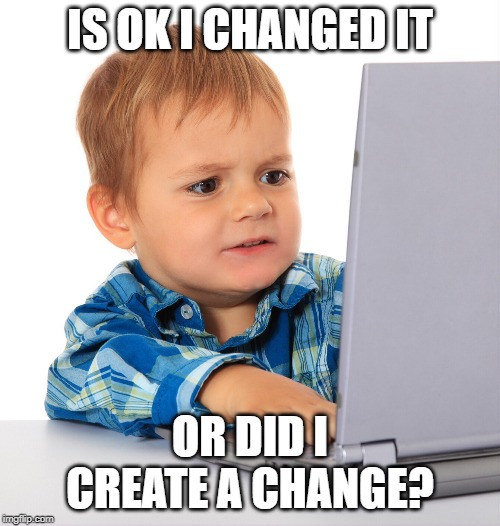 IS OK I CHANGED IT
OR DID I
CREATE A CHANGE?
imgflip.com